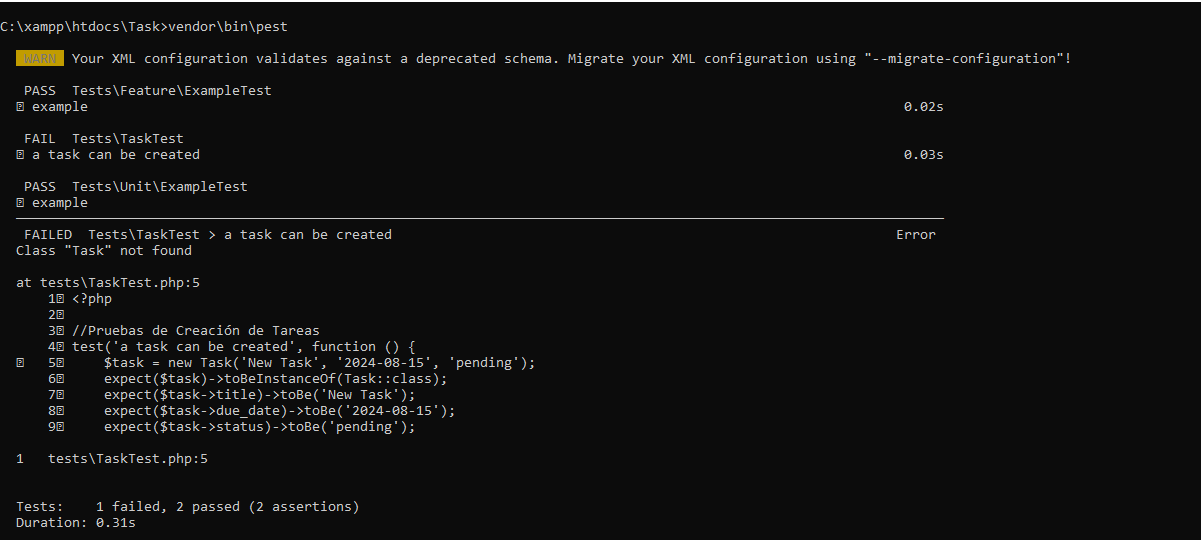 C:\xampp\htdocs\Task>vendor\bin\pest
WARN Your XML configuration validates against a deprecated schema. Migrate your XML configuration using "--migrate-configuration"!
PASS Tests\Feature\ExampleTest
example 0.02s
FAIL Tests\TaskTest
a task can be created 0.03s
PASS Tests\Unit\ExampleTest
example
FAILED Tests\TaskTest > a task can be created Error
Class "Task" not found
at tests\TaskTest.php:5
1 <?php
2
3 //Pruebas de Creación de Tareas
4 test('a task can be created', function () {
5 $task = new Task('New Task', '2024-08-15', 'pending');
6 expect($task)->toBeInstanceOf(Task::class);
7 expect($task->title)->toBe('New Task');
8 expect($task->due_date)->toBe('2024-08-15');
9 expect($task->status)->toBe('pending');
1 tests\TaskTest.php:5
Tests: 1 failed, 2 passed (2 assertions)
Duration: 0.31s